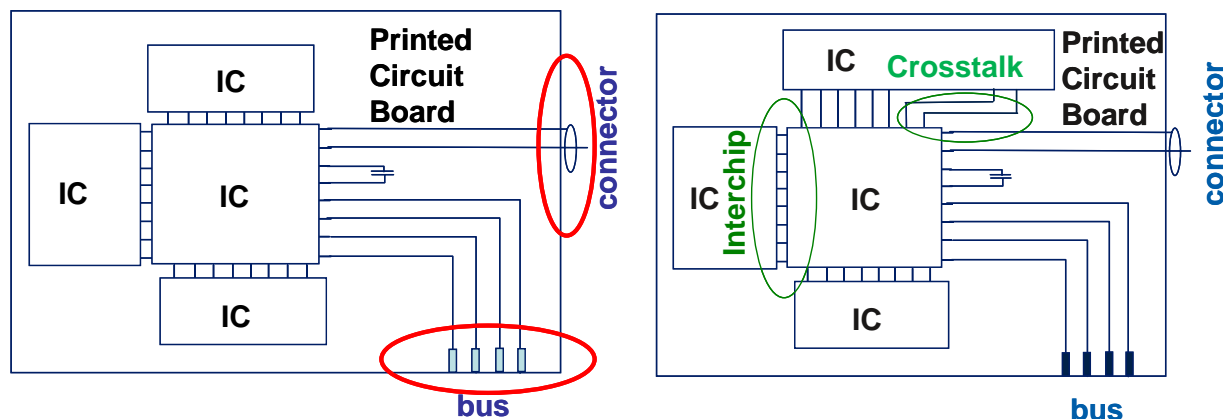 Printed
Circuit
Board
IC
IC
IC
IC
connector
bus
IC
Crosstalk
Printed
Circuit
Board
IC
Interchip
IC
IC
connector
bus